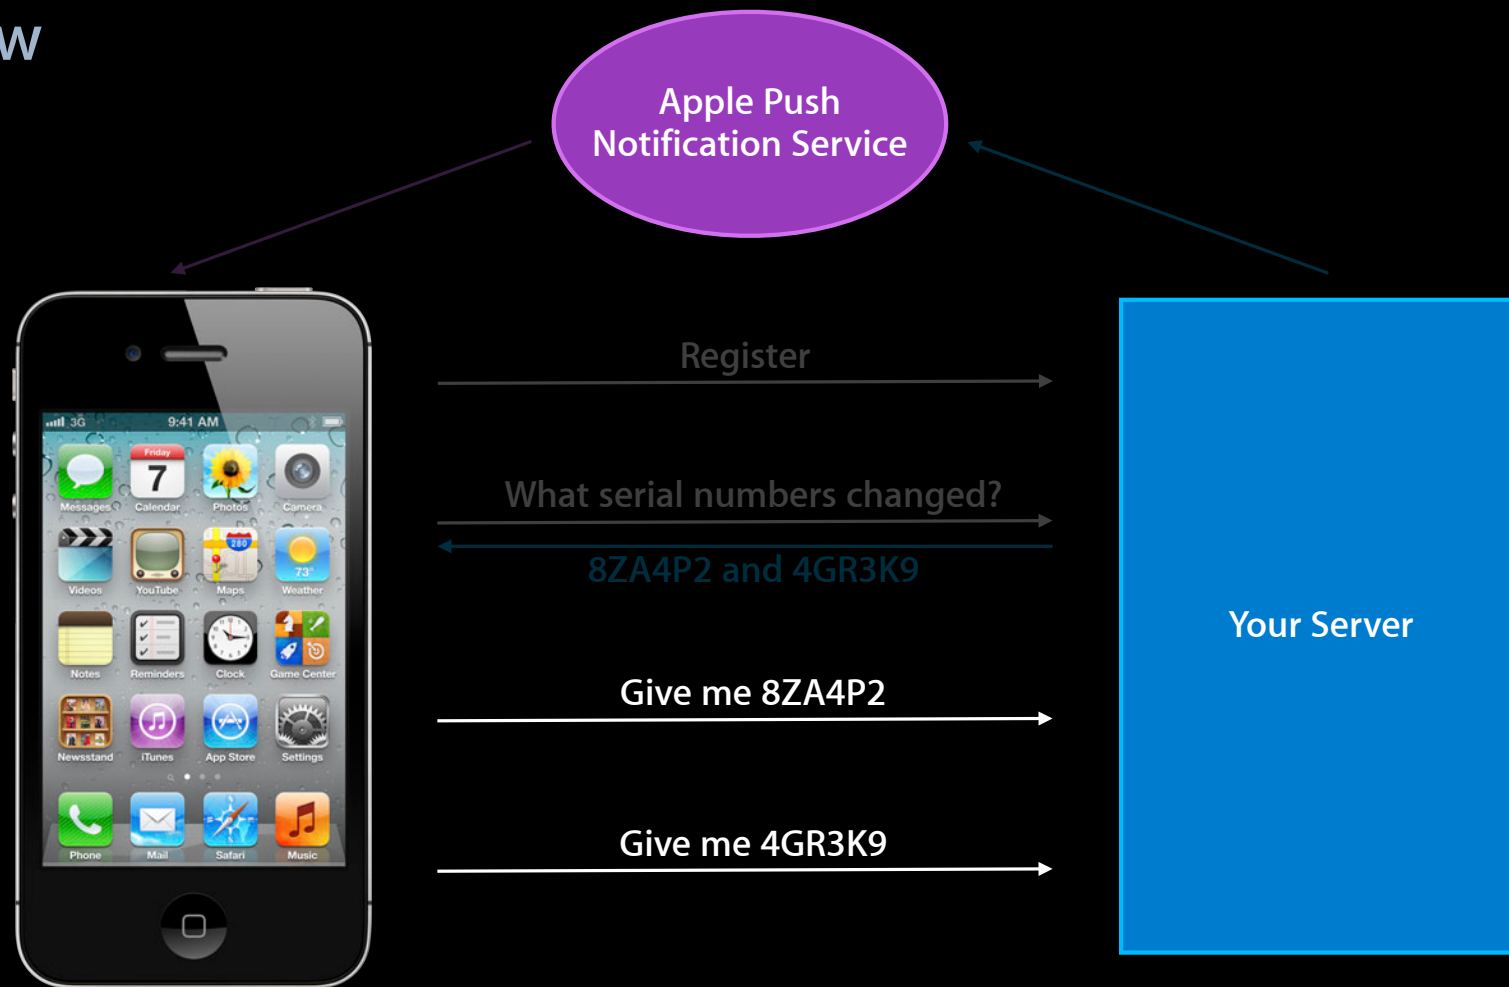 w
Apple Push
Notification Service
Register
What serial numbers changed?
8ZA4P2 and 4GR3K9
Give me 8ZA4P2
Give me 4GR3K9
Your Server
3G 9:41 AM
Friday
7
280
73°
Messages Calendar Photos Camera
Videos YouTube Maps Weather
Notes Reminders Clock Game Center
Newsstand iTunes App Store Settings
Phone Mail Safari Music